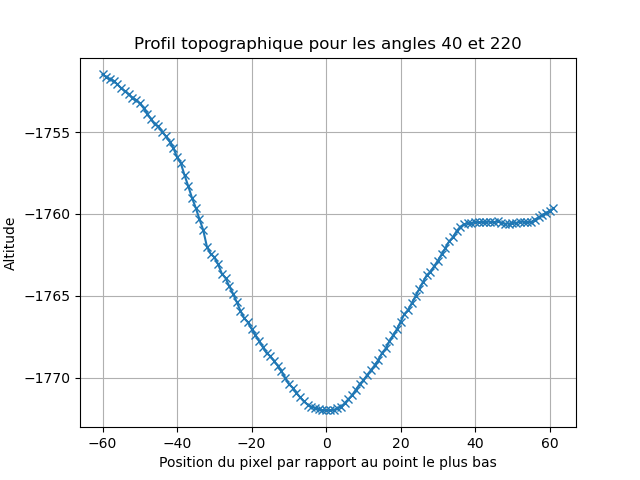 Profil topographique pour les angles 40 et 220
Altitude
−1755
−1760
−1765
−1770
−60 −40 −20 0 20 40 60
Position du pixel par rapport au point le plus bas